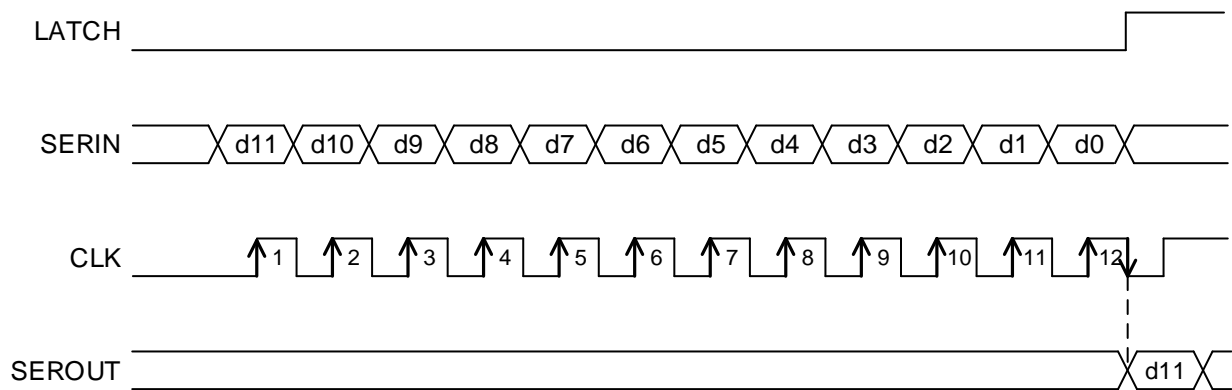 LATCH
SERIN d11 d10 d9 d8 d7 d6 d5 d4 d3 d2 d1 d0
CLK 1 2 3 4 5 6 7 8 9 10 11 12
SEROUT d11